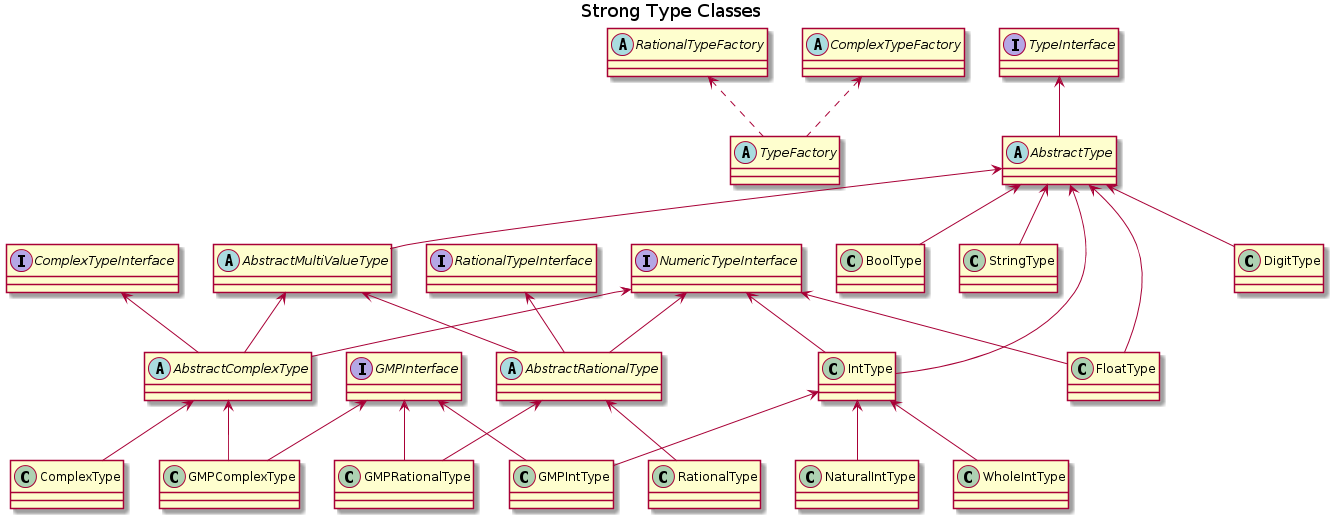 Strong Type Classes
A RationalTypeFactory
A ComplexTypeFactory
I TypeInterface
A TypeFactory
A AbstractType
I ComplexTypeInterface
A AbstractMultiValueType
I RationalTypeInterface
I NumericTypeInterface
C BoolType
C StringType
C DigitType
A AbstractComplexType
I GMPInterface
A AbstractRationalType
C IntType
C FloatType
C ComplexType
C GMPComplexType
C GMPRationalType
C GMPIntType
C RationalType
C NaturalIntType
C WholeIntType